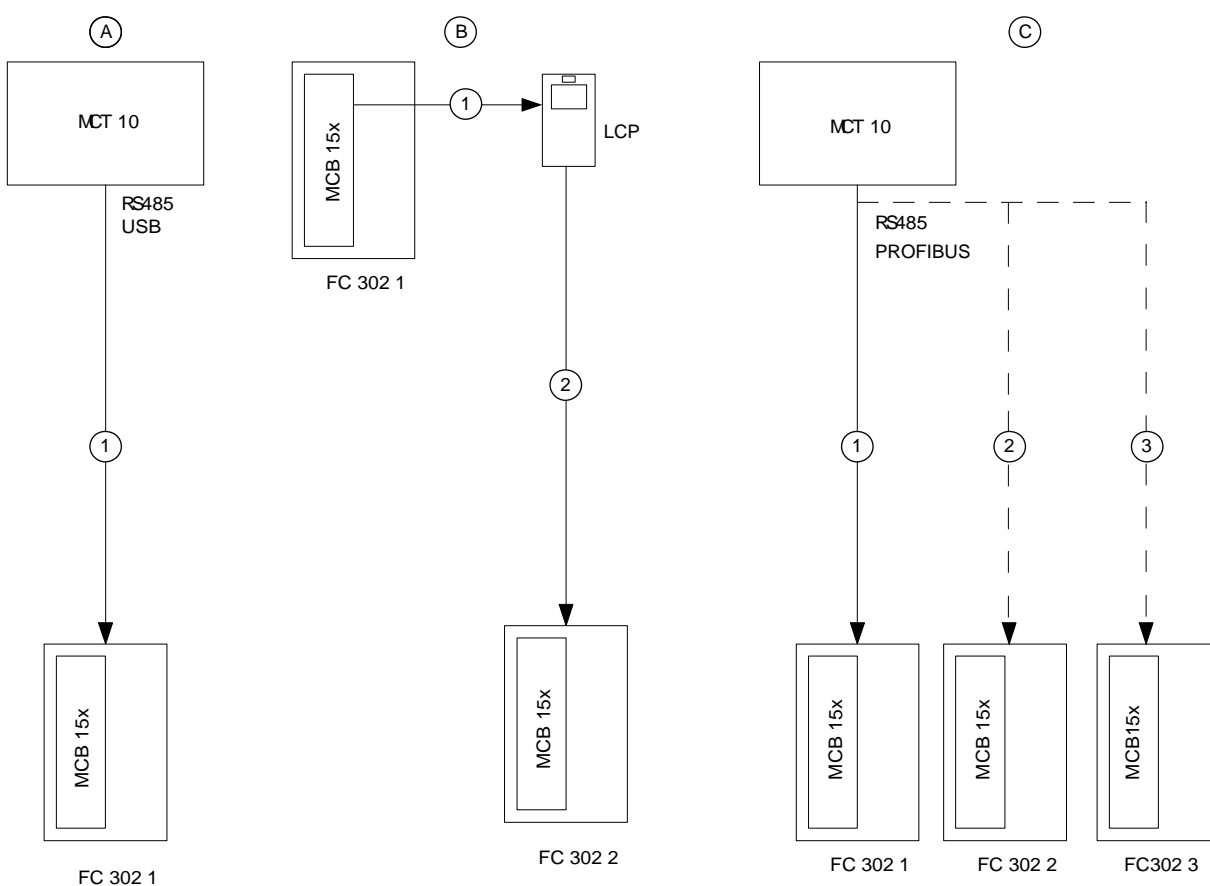 A
MCT 10
RS485
USB
1
MCB 15x
FC 302 1
B
MCB 15x
1
LCP
FC 302 1
2
MCB 15x
FC 302 2
C
MCT 10
RS485
PROFIBUS
1
2
3
MCB 15x
MCB 15x
MCB15x
FC 302 1
FC 302 2
FC302 3